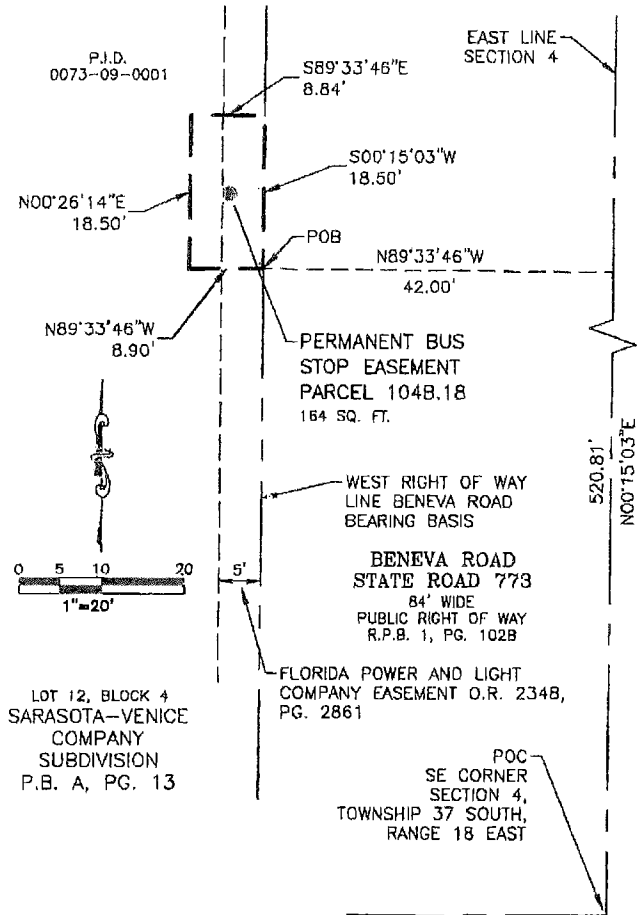 P.I.D.
0073-09-0001
S89°33'46"E
8.84'
EAST LINE
SECTION 4
N00°26'14"E
18.50'
S00°15'03"W
18.50'
POB
N89°33'46"W
42.00'
N89°33'46"W
8.90'
PERMANENT BUS
STOP EASEMENT
PARCEL 104B.18
164 SQ. FT.
520.81'
N00°15'03"E
WEST RIGHT OF WAY
LINE BENEVA ROAD
BEARING BASIS
0 5 10 20
1"=20'
5'
BENEVA ROAD
STATE ROAD 773
84' WIDE
PUBLIC RIGHT OF WAY
R.P.B. 1, PG. 102B
FLORIDA POWER AND LIGHT
COMPANY EASEMENT O.R. 2348,
PG. 2861
LOT 12, BLOCK 4
SARASOTA-VENICE
COMPANY
SUBDIVISION
P.B. A, PG. 13
POC
SE CORNER
SECTION 4,
TOWNSHIP 37 SOUTH,
RANGE 18 EAST